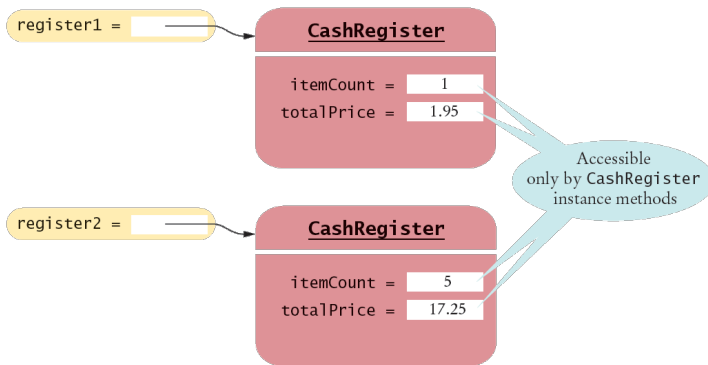 register1 =
CashRegister
itemCount = 1
totalPrice = 1.95
Accessible
only by CashRegister
instance methods
register2 =
CashRegister
itemCount = 5
totalPrice = 17.25